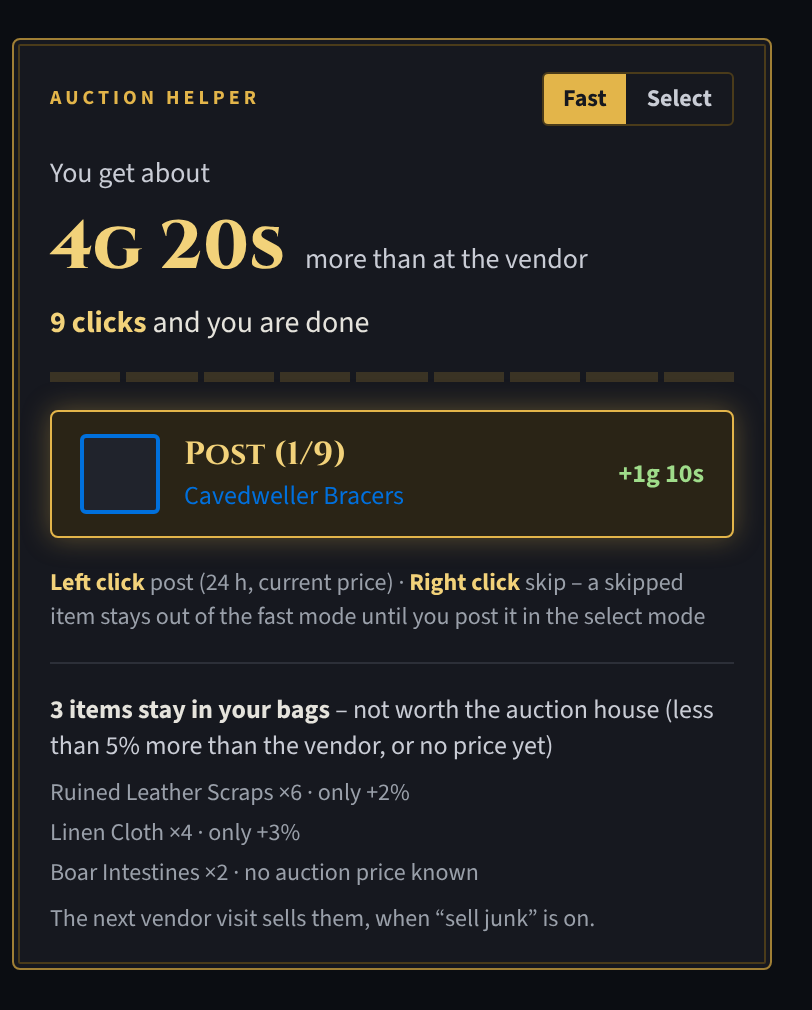 AUCTION HELPER
Fast
Select
You get about
4G 20S more than at the vendor
9 clicks and you are done
Post (1/9)
Cavedweller Bracers
+1g 10s
Left click post (24 h, current price) · Right click skip – a skipped
item stays out of the fast mode until you post it in the select mode
3 items stay in your bags – not worth the auction house (less
than 5% more than the vendor, or no price yet)
Ruined Leather Scraps ×6 · only +2%
Linen Cloth ×4 · only +3%
Boar Intestines ×2 · no auction price known
The next vendor visit sells them, when “sell junk” is on.